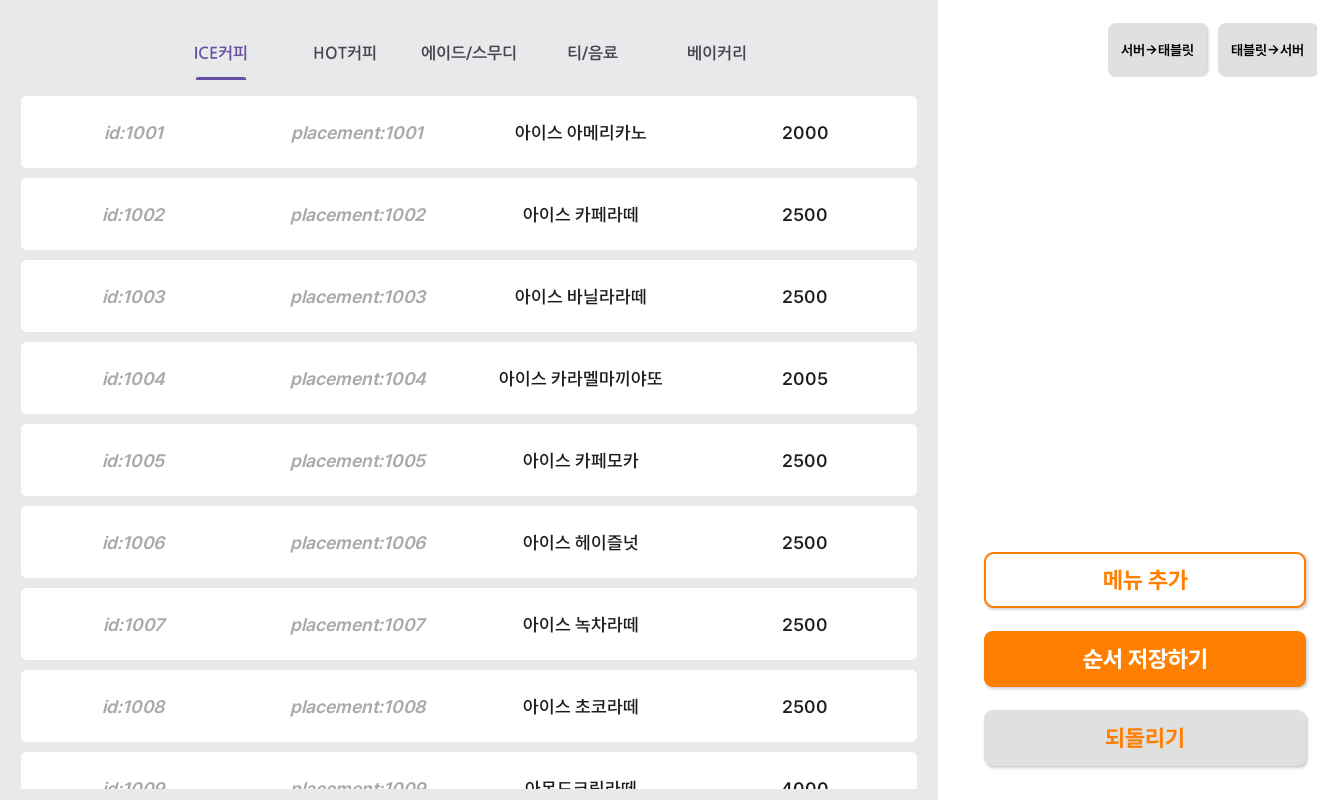 ICE커피 HOT커피 에이드/스무디 티/음료 베이커리
서버→태블릿 태블릿→서버
id:1001 placement:1001 아이스 아메리카노 2000
id:1002 placement:1002 아이스 카페라떼 2500
id:1003 placement:1003 아이스 바닐라라떼 2500
id:1004 placement:1004 아이스 카라멜마끼야또 2005
id:1005 placement:1005 아이스 카페모카 2500
id:1006 placement:1006 아이스 헤이즐넛 2500
id:1007 placement:1007 아이스 녹차라떼 2500
id:1008 placement:1008 아이스 초코라떼 2500
id:1009 placement:1009 아몬드크림라떼 4000
메뉴 추가
순서 저장하기
되돌리기